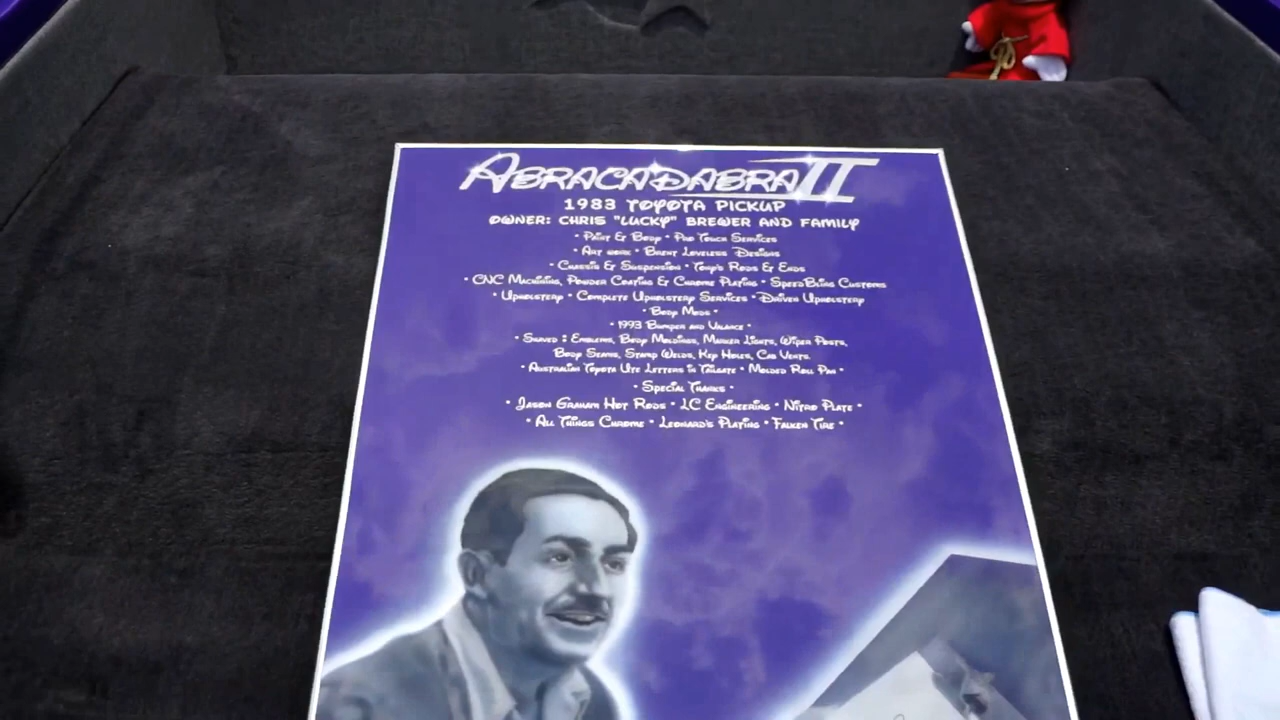 ABRACADABRA II
1983 TOYOTA PICKUP
OWNER: CHRIS "LUCKY" BREWER AND FAMILY
• PAINT & BODY • PRO TOUCH SERVICES
• ART WORK • BRENT LOVELESS DESIGNS
• CHASSIS & SUSPENSION • TONY'S RODS & ENDS
• CNC MACHINING, POWDER COATING & CHROME PLATING • SPEEDBLING CUSTOMS
• UPHOLSTERY • COMPLETE UPHOLSTERY SERVICES • DRIVEN UPHOLSTERY
• BODY MODS •
• 1993 BUMPER AND VALANCE •
• SHAVED : EMBLEMS, BODY MOLDINGS, MARKER LIGHTS, WIPER POSTS,
BODY SEAMS, STAMP WELDS, KEY HOLES, CAB VENTS.
• AUSTRALIAN TOYOTA UTE LETTERS IN TAILGATE • MOLDED ROLL PAN •
• SPECIAL THANKS •
• JASON GRAHAM HOT RODS • LC ENGINEERING • NITRO PLATE •
• ALL THINGS CHROME • LEONARD'S PLATING • FALKEN TIRE •